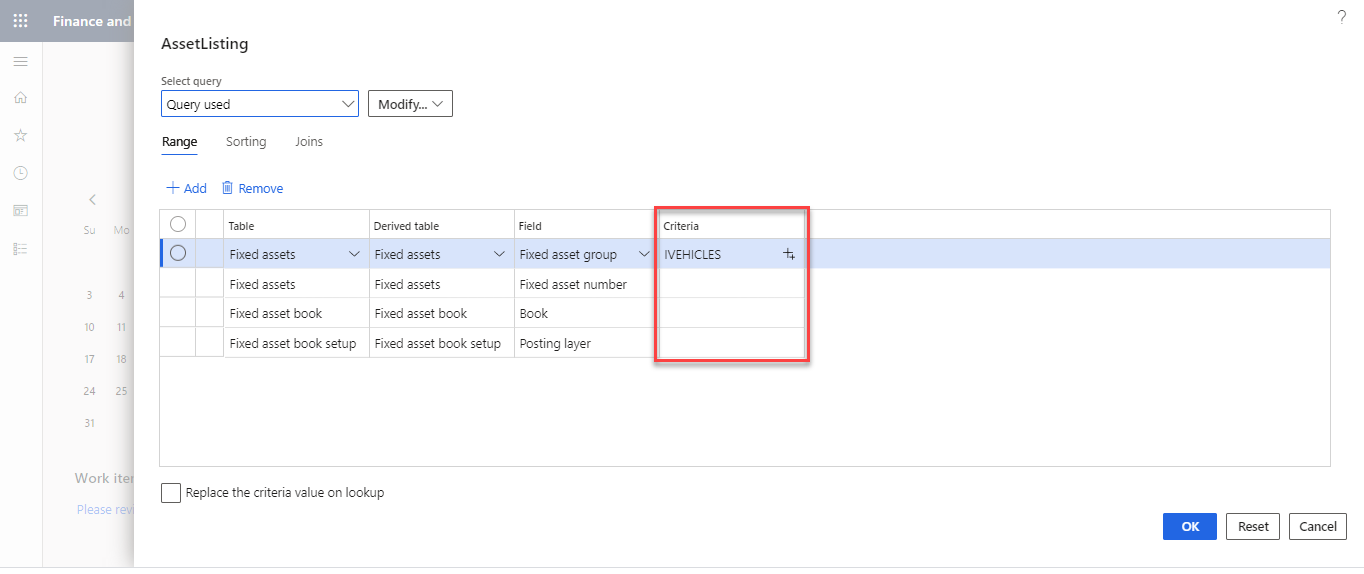 Finance and
?
AssetListing
Select query
Query used
Modify...
Range Sorting Joins
Add Remove
Table Derived table Field Criteria
Fixed assets Fixed assets Fixed asset group IVEHICLES
Fixed assets Fixed assets Fixed asset number
Fixed asset book Fixed asset book Book
Fixed asset book setup Fixed asset book setup Posting layer
Su Mo
3 4
10 11
17 18
24 25
31
Work iter
Please revi
Replace the criteria value on lookup
OK Reset Cancel